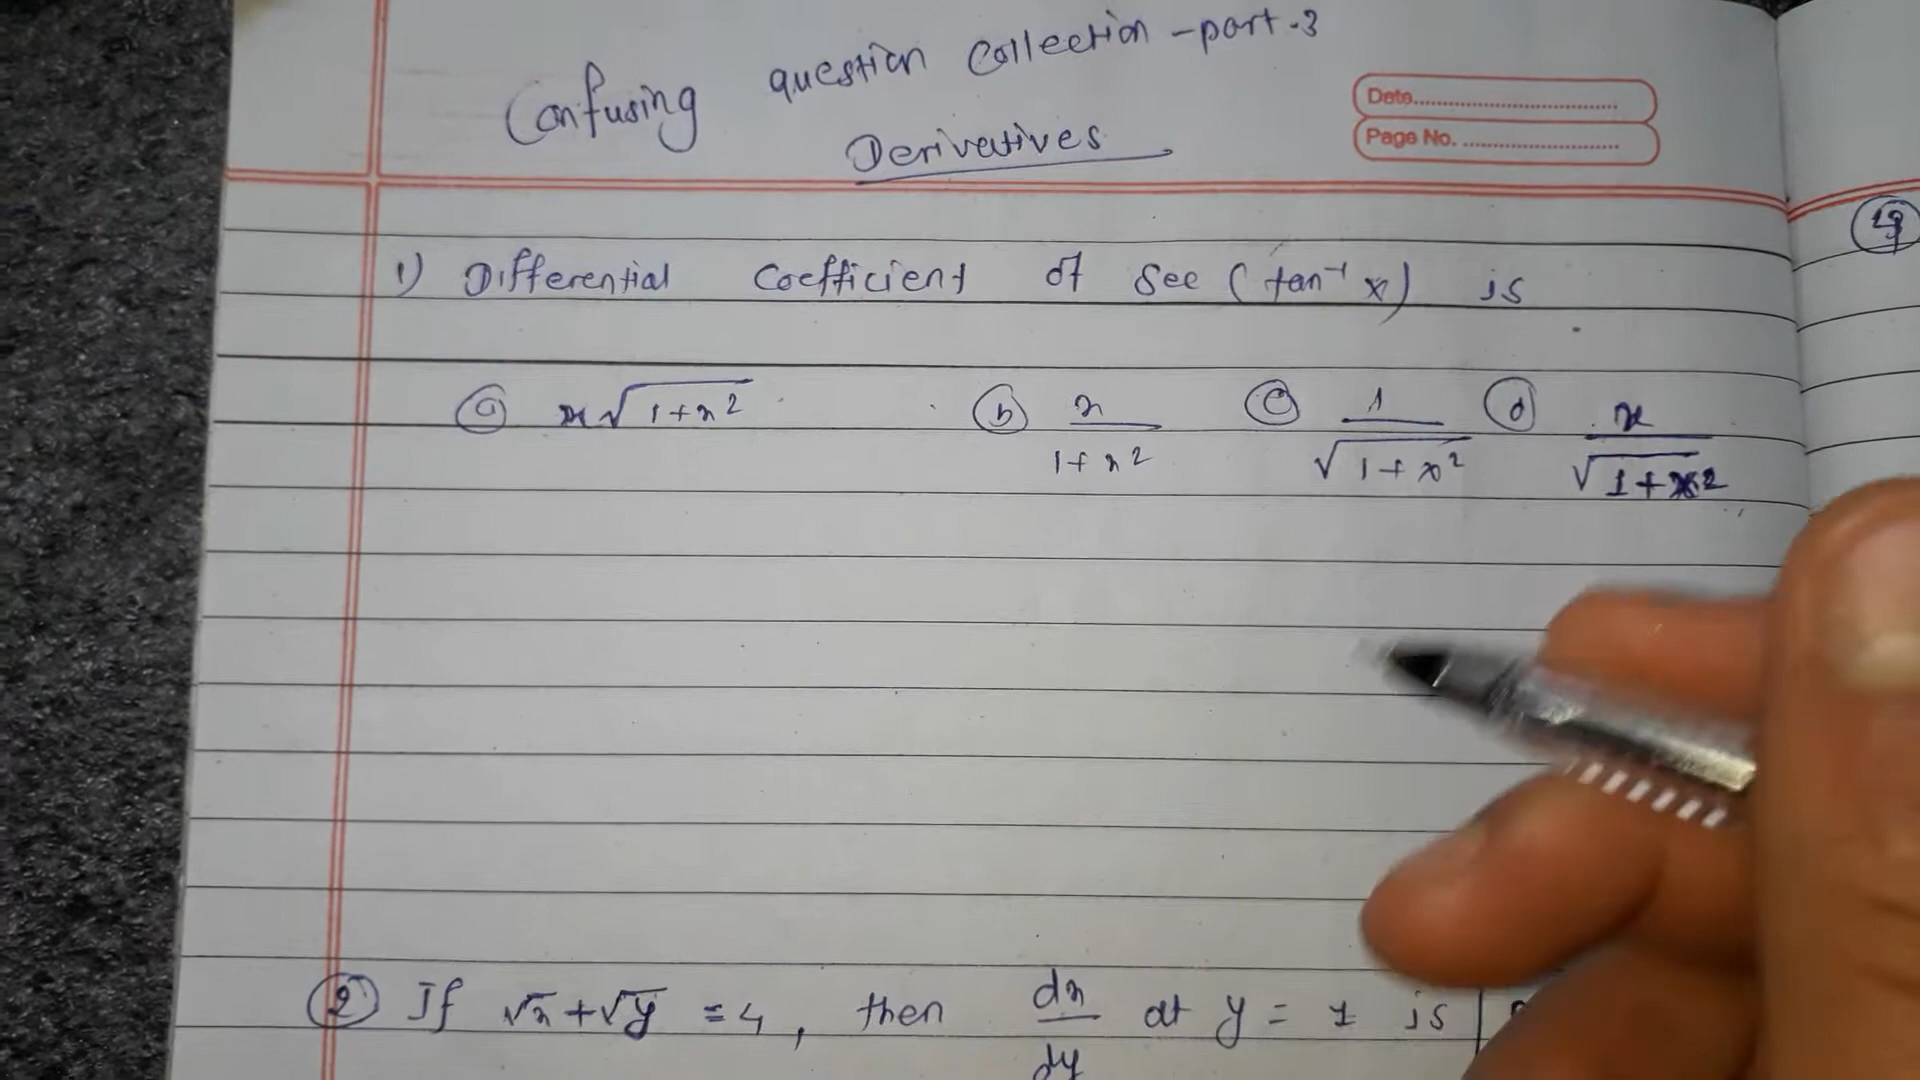 Confusing question Collection - part-3
Derivatives
Date
Page No.
1) Differential Coefficient of Sec (tan⁻¹ x) is
ⓐ x√1+x² ⓑ x/1+x² ⓒ 1/√1+x² ⓓ x/√1+x²
② If √x+√y = 4, then dx/dy at y = 1 is